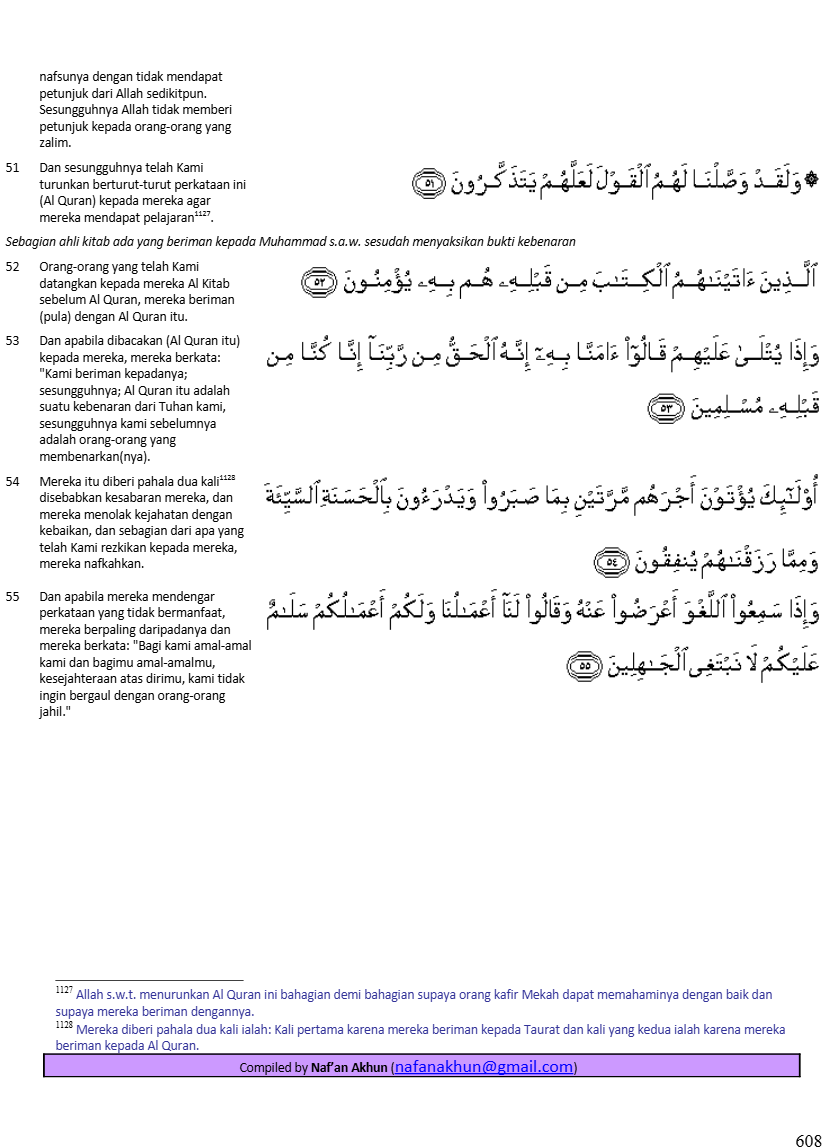 nafsunya dengan tidak mendapat
petunjuk dari Allah sedikitpun.
Sesungguhnya Allah tidak memberi
petunjuk kepada orang-orang yang
zalim.
51 Dan sesungguhnya telah Kami
turunkan berturut-turut perkataan ini
(Al Quran) kepada mereka agar
mereka mendapat pelajaran1127.
۞ وَلَقَدْ وَصَّلْنَا لَهُمُ ٱلْقَوْلَ لَعَلَّهُمْ يَتَذَكَّرُونَ ٥١
Sebagian ahli kitab ada yang beriman kepada Muhammad s.a.w. sesudah menyaksikan bukti kebenaran
52 Orang-orang yang telah Kami
datangkan kepada mereka Al Kitab
sebelum Al Quran, mereka beriman
(pula) dengan Al Quran itu.
ٱلَّذِينَ ءَاتَيْنَـٰهُمُ ٱلْكِتَـٰبَ مِن قَبْلِهِۦ هُم بِهِۦ يُؤْمِنُونَ ٥٢
53 Dan apabila dibacakan (Al Quran itu)
kepada mereka, mereka berkata:
"Kami beriman kepadanya;
sesungguhnya; Al Quran itu adalah
suatu kebenaran dari Tuhan kami,
sesungguhnya kami sebelumnya
adalah orang-orang yang
membenarkan(nya).
وَإِذَا يُتْلَىٰ عَلَيْهِمْ قَالُوٓا۟ ءَامَنَّا بِهِۦٓ إِنَّهُ ٱلْحَقُّ مِن رَّبِّنَآ إِنَّا كُنَّا مِن
قَبْلِهِۦ مُسْلِمِينَ ٥٣
54 Mereka itu diberi pahala dua kali1128
disebabkan kesabaran mereka, dan
mereka menolak kejahatan dengan
kebaikan, dan sebagian dari apa yang
telah Kami rezkikan kepada mereka,
mereka nafkahkan.
أُو۟لَـٰٓئِكَ يُؤْتَوْنَ أَجْرَهُم مَّرَّتَيْنِ بِمَا صَبَرُوا۟ وَيَدْرَءُونَ بِٱلْحَسَنَةِ ٱلسَّيِّئَةَ
وَمِمَّا رَزَقْنَـٰهُمْ يُنفِقُونَ ٥٤
55 Dan apabila mereka mendengar
perkataan yang tidak bermanfaat,
mereka berpaling daripadanya dan
mereka berkata: "Bagi kami amal-amal
kami dan bagimu amal-amalmu,
kesejahteraan atas dirimu, kami tidak
ingin bergaul dengan orang-orang
jahil."
وَإِذَا سَمِعُوا۟ ٱللَّغْوَ أَعْرَضُوا۟ عَنْهُ وَقَالُوا۟ لَنَآ أَعْمَـٰلُنَا وَلَكُمْ أَعْمَـٰلُكُمْ سَلَـٰمٌ
عَلَيْكُمْ لَا نَبْتَغِى ٱلْجَـٰهِلِينَ ٥٥
1127 Allah s.w.t. menurunkan Al Quran ini bahagian demi bahagian supaya orang kafir Mekah dapat memahaminya dengan baik dan
supaya mereka beriman dengannya.
1128 Mereka diberi pahala dua kali ialah: Kali pertama karena mereka beriman kepada Taurat dan kali yang kedua ialah karena mereka
beriman kepada Al Quran.
Compiled by Naf'an Akhun (nafanakhun@gmail.com)
608